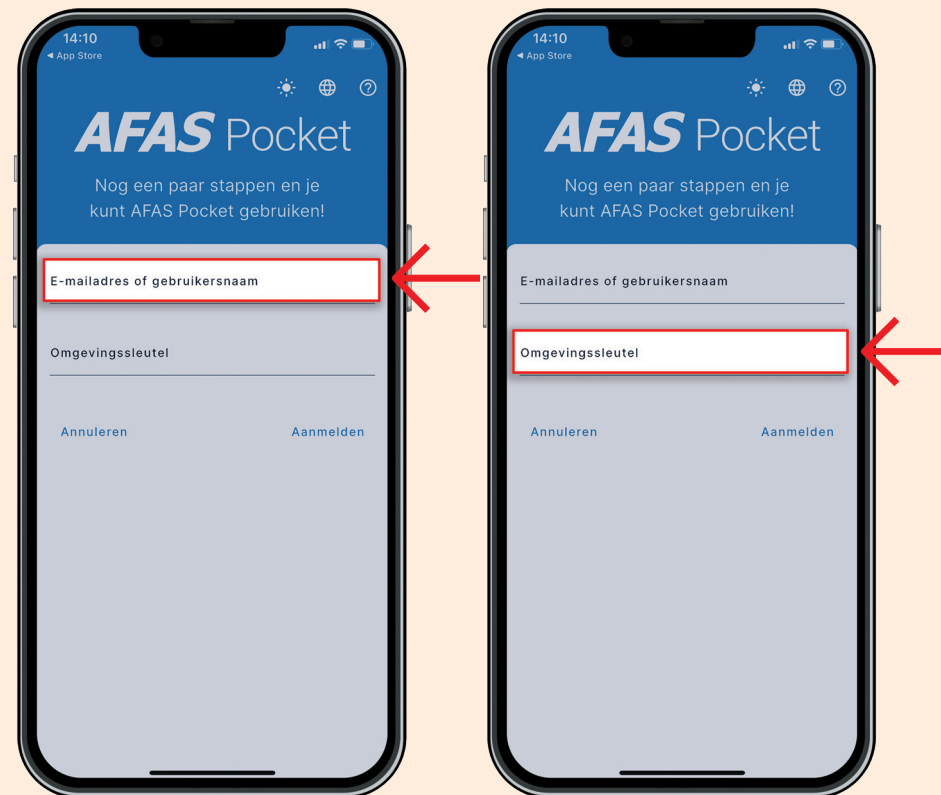 14:10
◄ App Store
AFAS Pocket
Nog een paar stappen en je
kunt AFAS Pocket gebruiken!
E-mailadres of gebruikersnaam
Omgevingssleutel
Annuleren
Aanmelden
14:10
◄ App Store
AFAS Pocket
Nog een paar stappen en je
kunt AFAS Pocket gebruiken!
E-mailadres of gebruikersnaam
Omgevingssleutel
Annuleren
Aanmelden